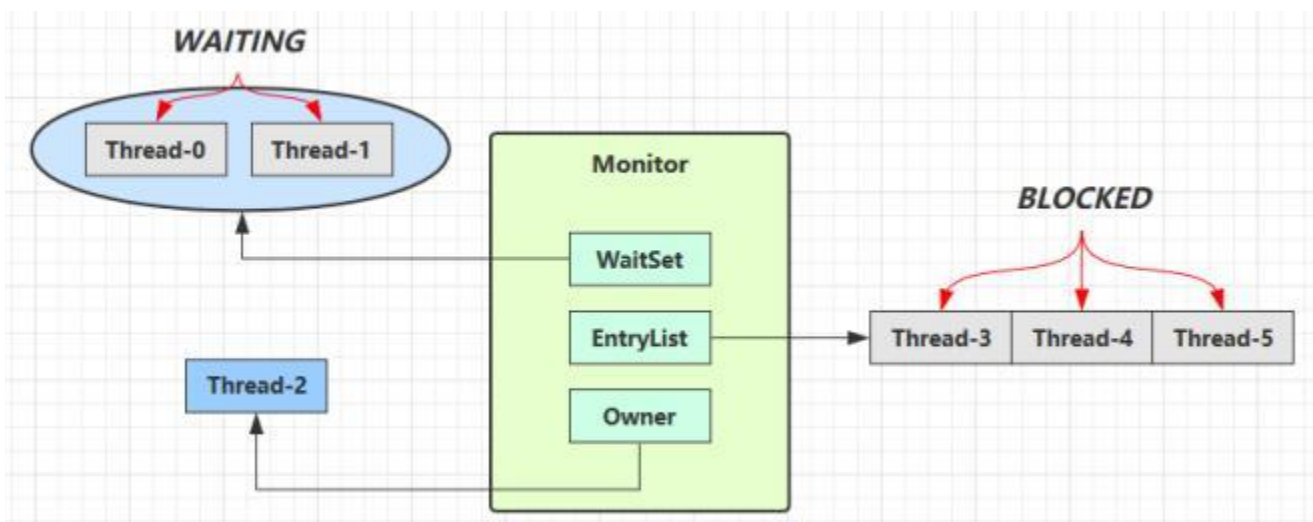 WAITING
Thread-0
Thread-1
Monitor
WaitSet
EntryList
Owner
Thread-2
BLOCKED
Thread-3
Thread-4
Thread-5